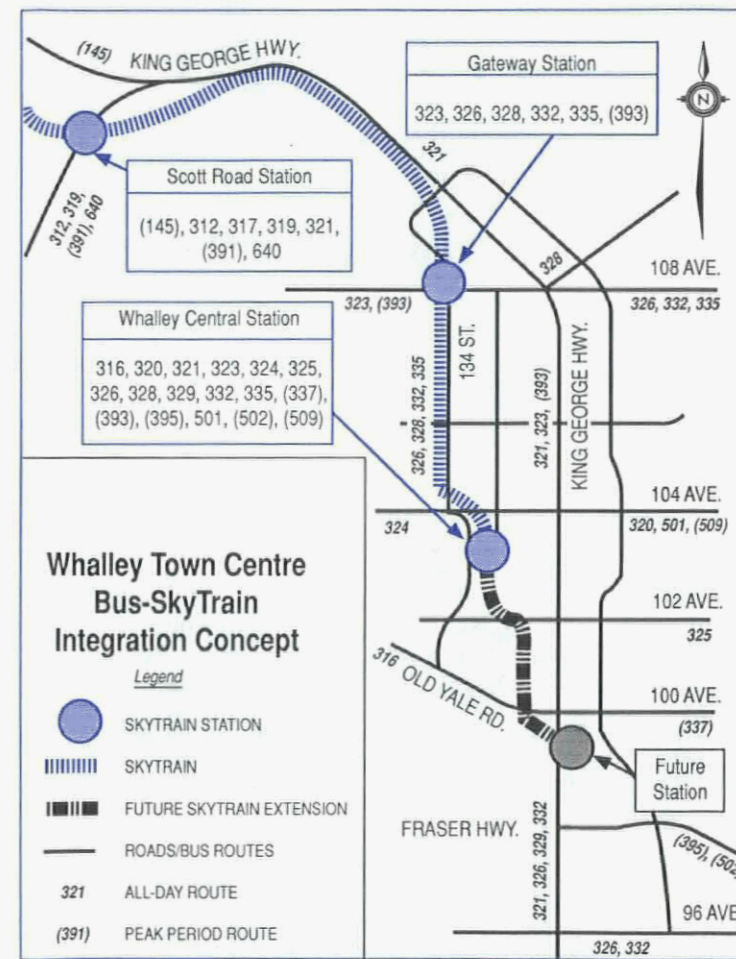 (145)
KING GEORGE HWY.
Gateway Station
323, 326, 328, 332, 335, (393)
N
321
Scott Road Station
(145), 312, 317, 319, 321,
(391), 640
312, 319,
(391), 640
328
108 AVE.
323, (393)
326, 332, 335
Whalley Central Station
316, 320, 321, 323, 324, 325,
326, 328, 329, 332, 335, (337),
(393), (395), 501, (502), (509)
134 ST.
326, 328, 332, 335
321, 323, (393)
KING GEORGE HWY.
104 AVE.
324
320, 501, (509)
102 AVE.
325
316
OLD YALE RD.
100 AVE.
(337)
Future
Station
FRASER HWY.
321, 326, 329, 332
(395), (502)
96 AVE
326, 332
Whalley Town Centre
Bus-SkyTrain
Integration Concept
Legend
SKYTRAIN STATION
SKYTRAIN
FUTURE SKYTRAIN EXTENSION
ROADS/BUS ROUTES
321 ALL-DAY ROUTE
(391) PEAK PERIOD ROUTE